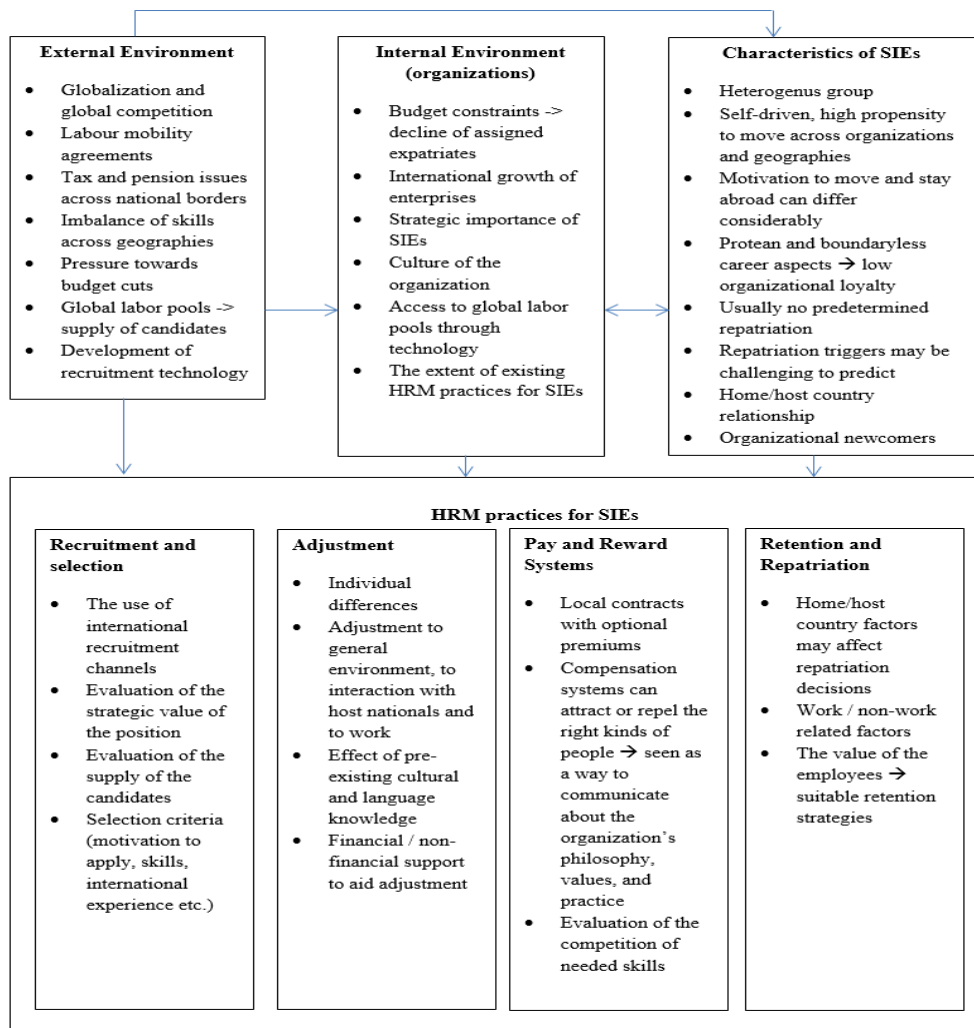 External Environment
• Globalization and
global competition
• Labour mobility
agreements
• Tax and pension issues
across national borders
• Imbalance of skills
across geographies
• Pressure towards
budget cuts
• Global labor pools ->
supply of candidates
• Development of
recruitment technology
Internal Environment
(organizations)
• Budget constraints ->
decline of assigned
expatriates
• International growth of
enterprises
• Strategic importance of
SIEs
• Culture of the
organization
• Access to global labor
pools through
technology
• The extent of existing
HRM practices for SIEs
Characteristics of SIEs
• Heterogenus group
• Self-driven, high propensity
to move across organizations
and geographies
• Motivation to move and stay
abroad can differ
considerably
• Protean and boundaryless
career aspects → low
organizational loyalty
• Usually no predetermined
repatriation
• Repatriation triggers may be
challenging to predict
• Home/host country
relationship
• Organizational newcomers
HRM practices for SIEs
Recruitment and
selection
• The use of
international
recruitment
channels
• Evaluation of the
strategic value of
the position
• Evaluation of the
supply of the
candidates
• Selection criteria
(motivation to
apply, skills,
international
experience etc.)
Adjustment
• Individual
differences
• Adjustment to
general
environment, to
interaction with
host nationals and
to work
• Effect of pre-
existing cultural
and language
knowledge
• Financial / non-
financial support
to aid adjustment
Pay and Reward
Systems
• Local contracts
with optional
premiums
• Compensation
systems can
attract or repel the
right kinds of
people → seen as
a way to
communicate
about the
organization’s
philosophy,
values, and
practice
• Evaluation of the
competition of
needed skills
Retention and
Repatriation
• Home/host
country factors
may affect
repatriation
decisions
• Work / non-work
related factors
• The value of the
employees →
suitable retention
strategies